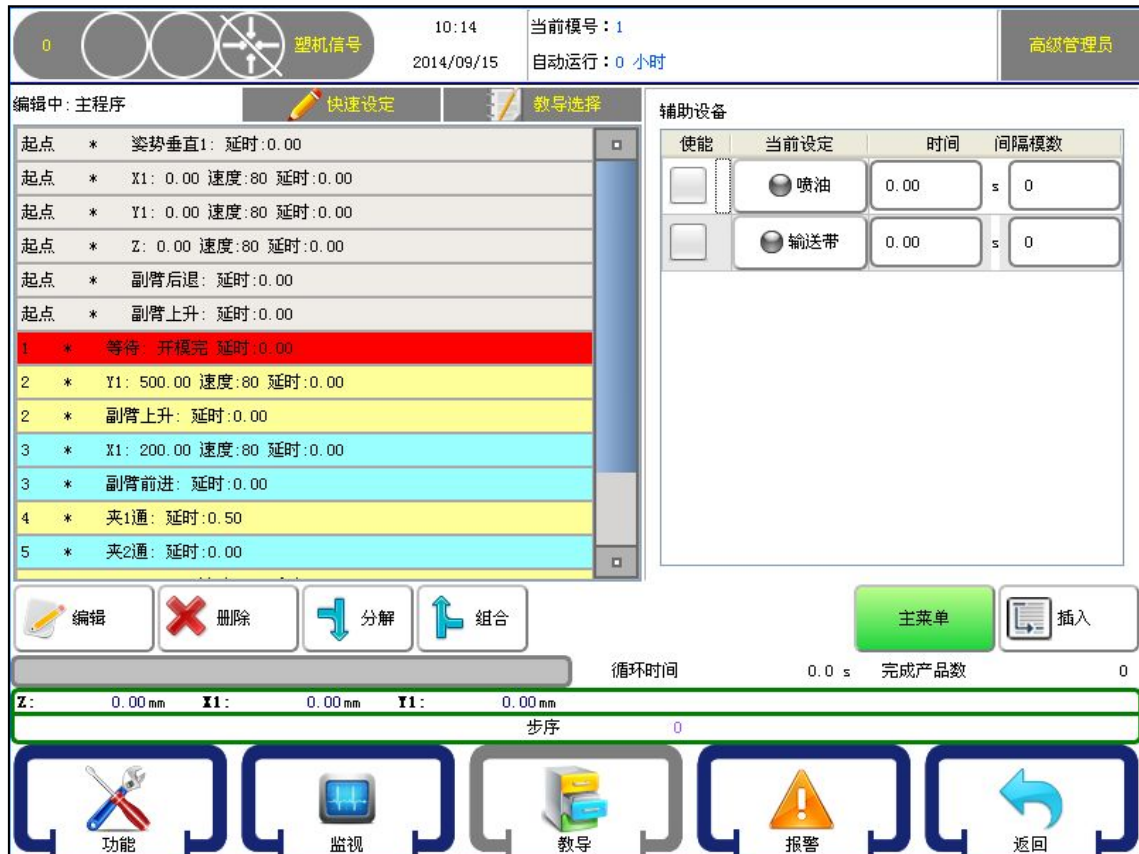 0 塑机信号 10:14 当前模号：1 高级管理员
2014/09/15 自动运行：0 小时
编辑中:主程序 快速设定 教导选择
辅助设备
使能 当前设定 时间 间隔模数
喷油 0.00 s 0
输送带 0.00 s 0
起点 * 姿势垂直1: 延时:0.00
起点 * X1: 0.00 速度:80 延时:0.00
起点 * Y1: 0.00 速度:80 延时:0.00
起点 * Z: 0.00 速度:80 延时:0.00
起点 * 副臂后退: 延时:0.00
起点 * 副臂上升: 延时:0.00
1 * 等待: 开模完 延时:0.00
2 * Y1: 500.00 速度:80 延时:0.00
2 * 副臂上升: 延时:0.00
3 * X1: 200.00 速度:80 延时:0.00
3 * 副臂前进: 延时:0.00
4 * 夹1通: 延时:0.50
5 * 夹2通: 延时:0.00
编辑 删除 分解 组合 主菜单 插入
循环时间 0.0 s 完成产品数 0
Z: 0.00mm X1: 0.00mm Y1: 0.00mm
步序 0
功能 监视 教导 报警 返回